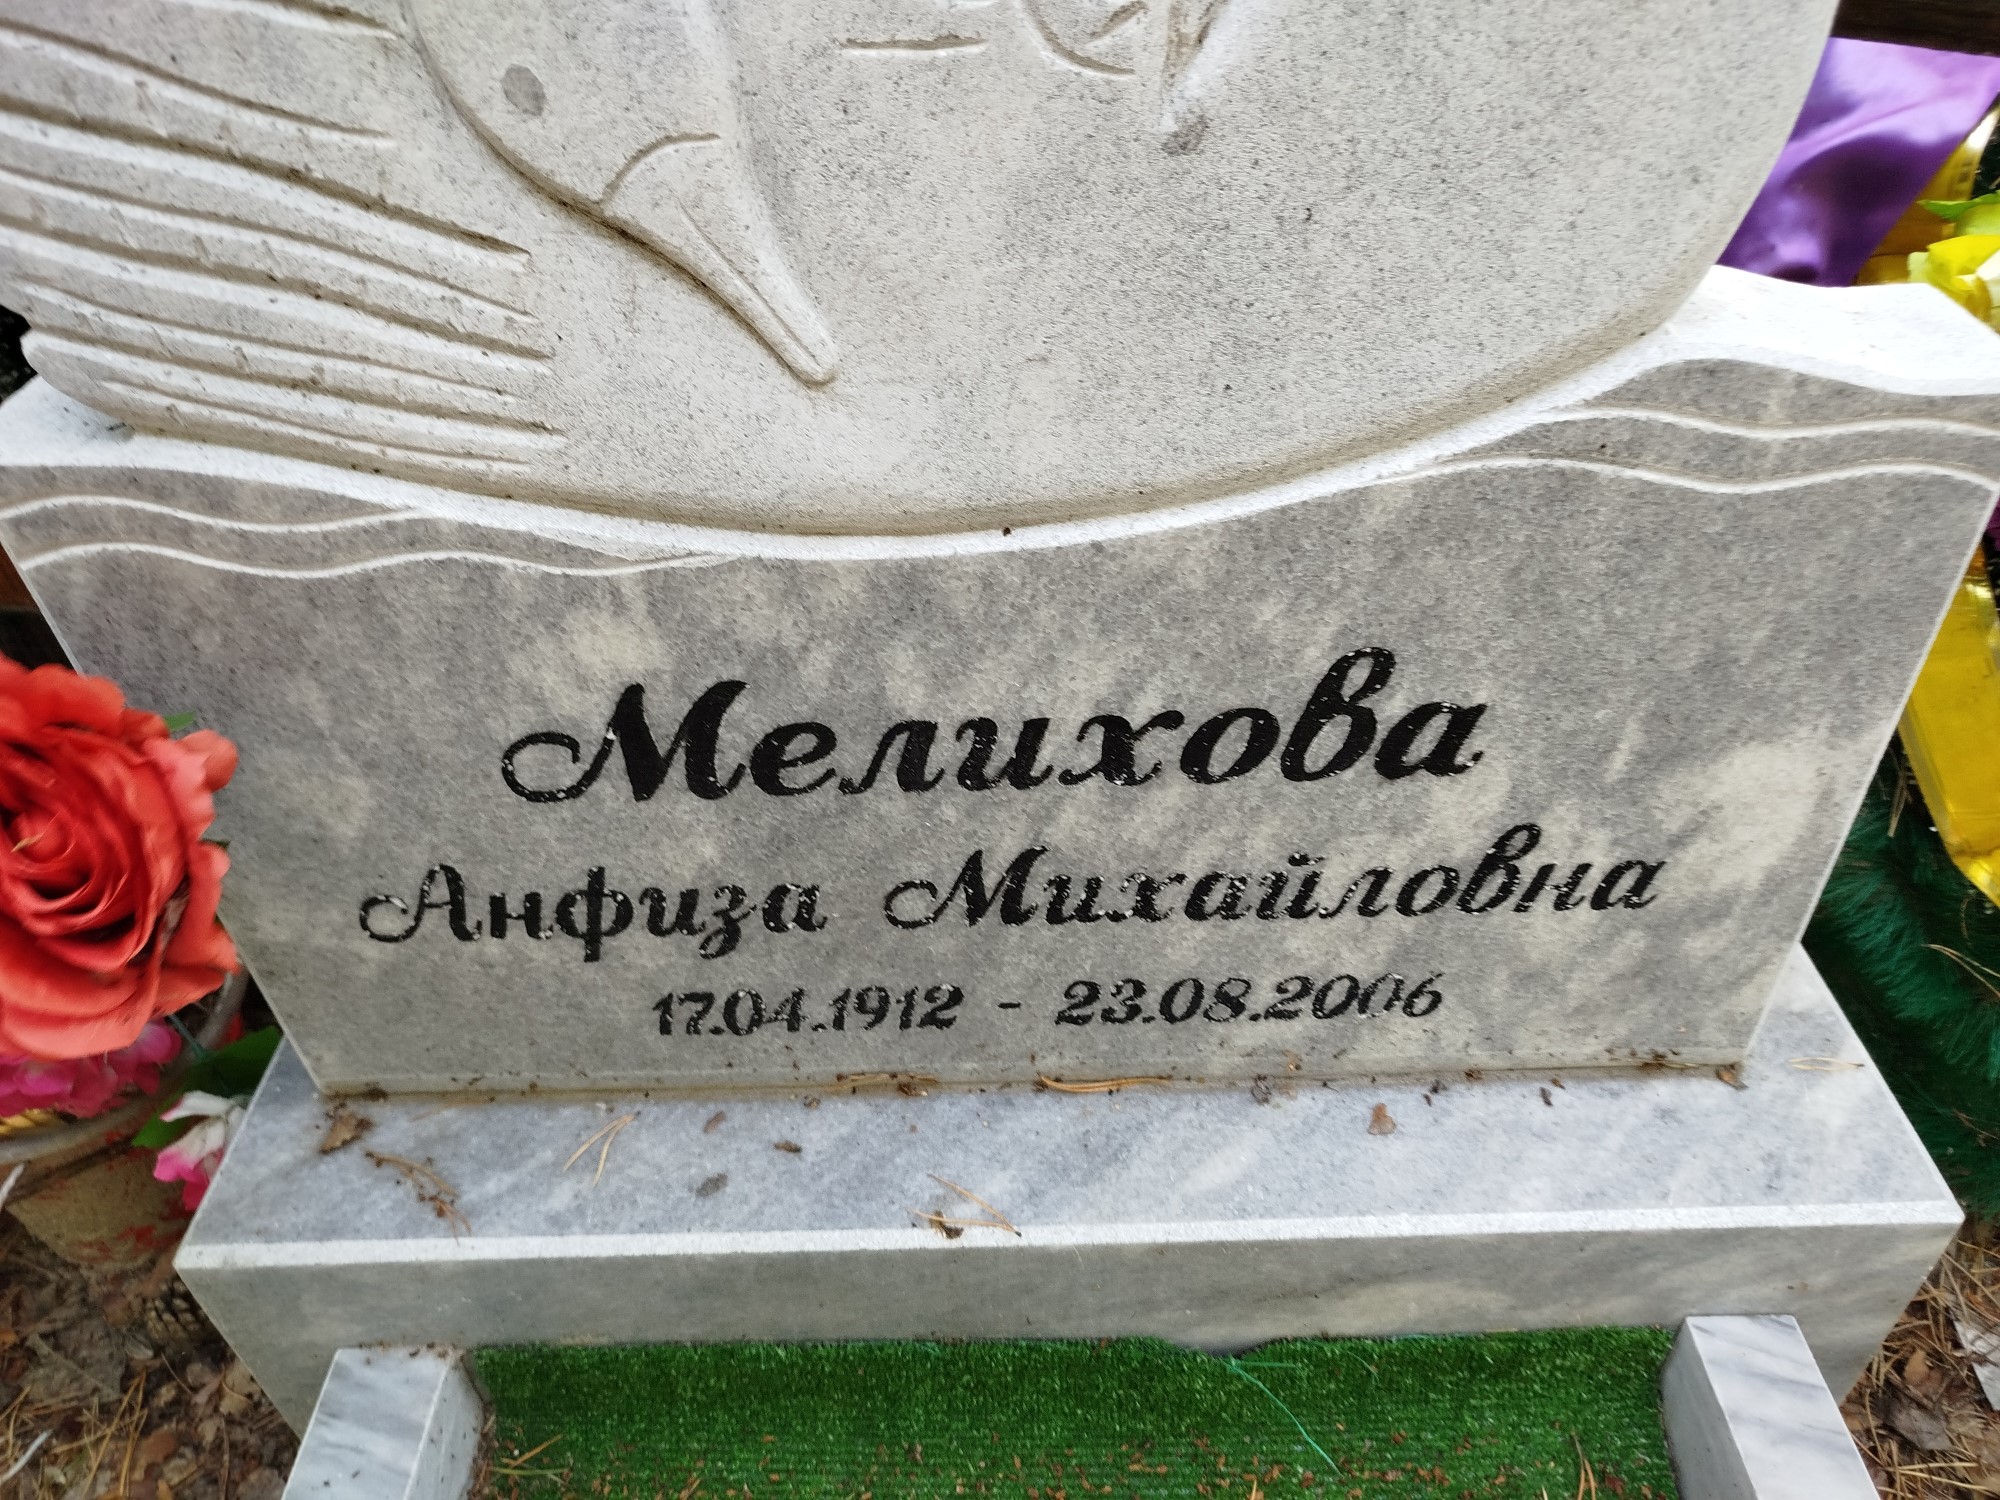 Мелихова
Анфиза Михайловна
17.04.1912 - 23.08.2006